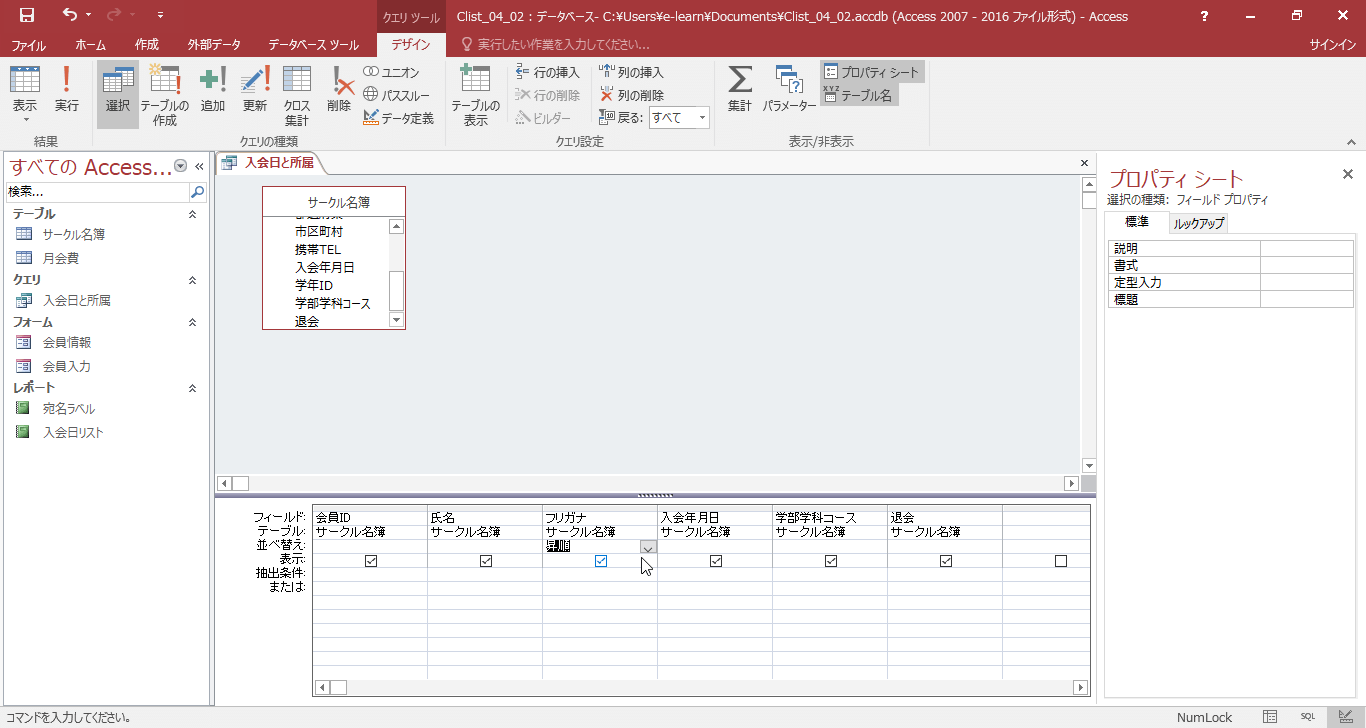 クエリ ツール
Clist_04_02 : データベース- C:¥Users¥e-learn¥Documents¥Clist_04_02.accdb (Access 2007 - 2016 ファイル形式) - Access
?
ファイル ホーム 作成 外部データ データベース ツール デザイン 実行したい作業を入力してください... サインイン
表示
実行
選択
テーブルの
作成
追加
更新
クロス
集計
削除
ユニオン
パススルー
データ定義
テーブルの
表示
行の挿入
行の削除
ビルダー
列の挿入
列の削除
戻る: すべて
集計
パラメーター
プロパティ シート
テーブル名
結果 クエリの種類 クエリ設定 表示/非表示
すべての Access...
検索...
テーブル
サークル名簿
月会費
クエリ
入会日と所属
フォーム
会員情報
会員入力
レポート
宛名ラベル
入会日リスト
入会日と所属
サークル名簿
市区町村
携帯TEL
入会年月日
学年ID
学部学科コース
退会
フィールド: 会員ID 氏名 フリガナ 入会年月日 学部学科コース 退会
テーブル: サークル名簿 サークル名簿 サークル名簿 サークル名簿 サークル名簿 サークル名簿
並べ替え: 昇順
表示:
抽出条件:
または:
プロパティ シート
選択の種類: フィールド プロパティ
標準 ルックアップ
説明
書式
定型入力
標題
コマンドを入力してください。
NumLock
SQL